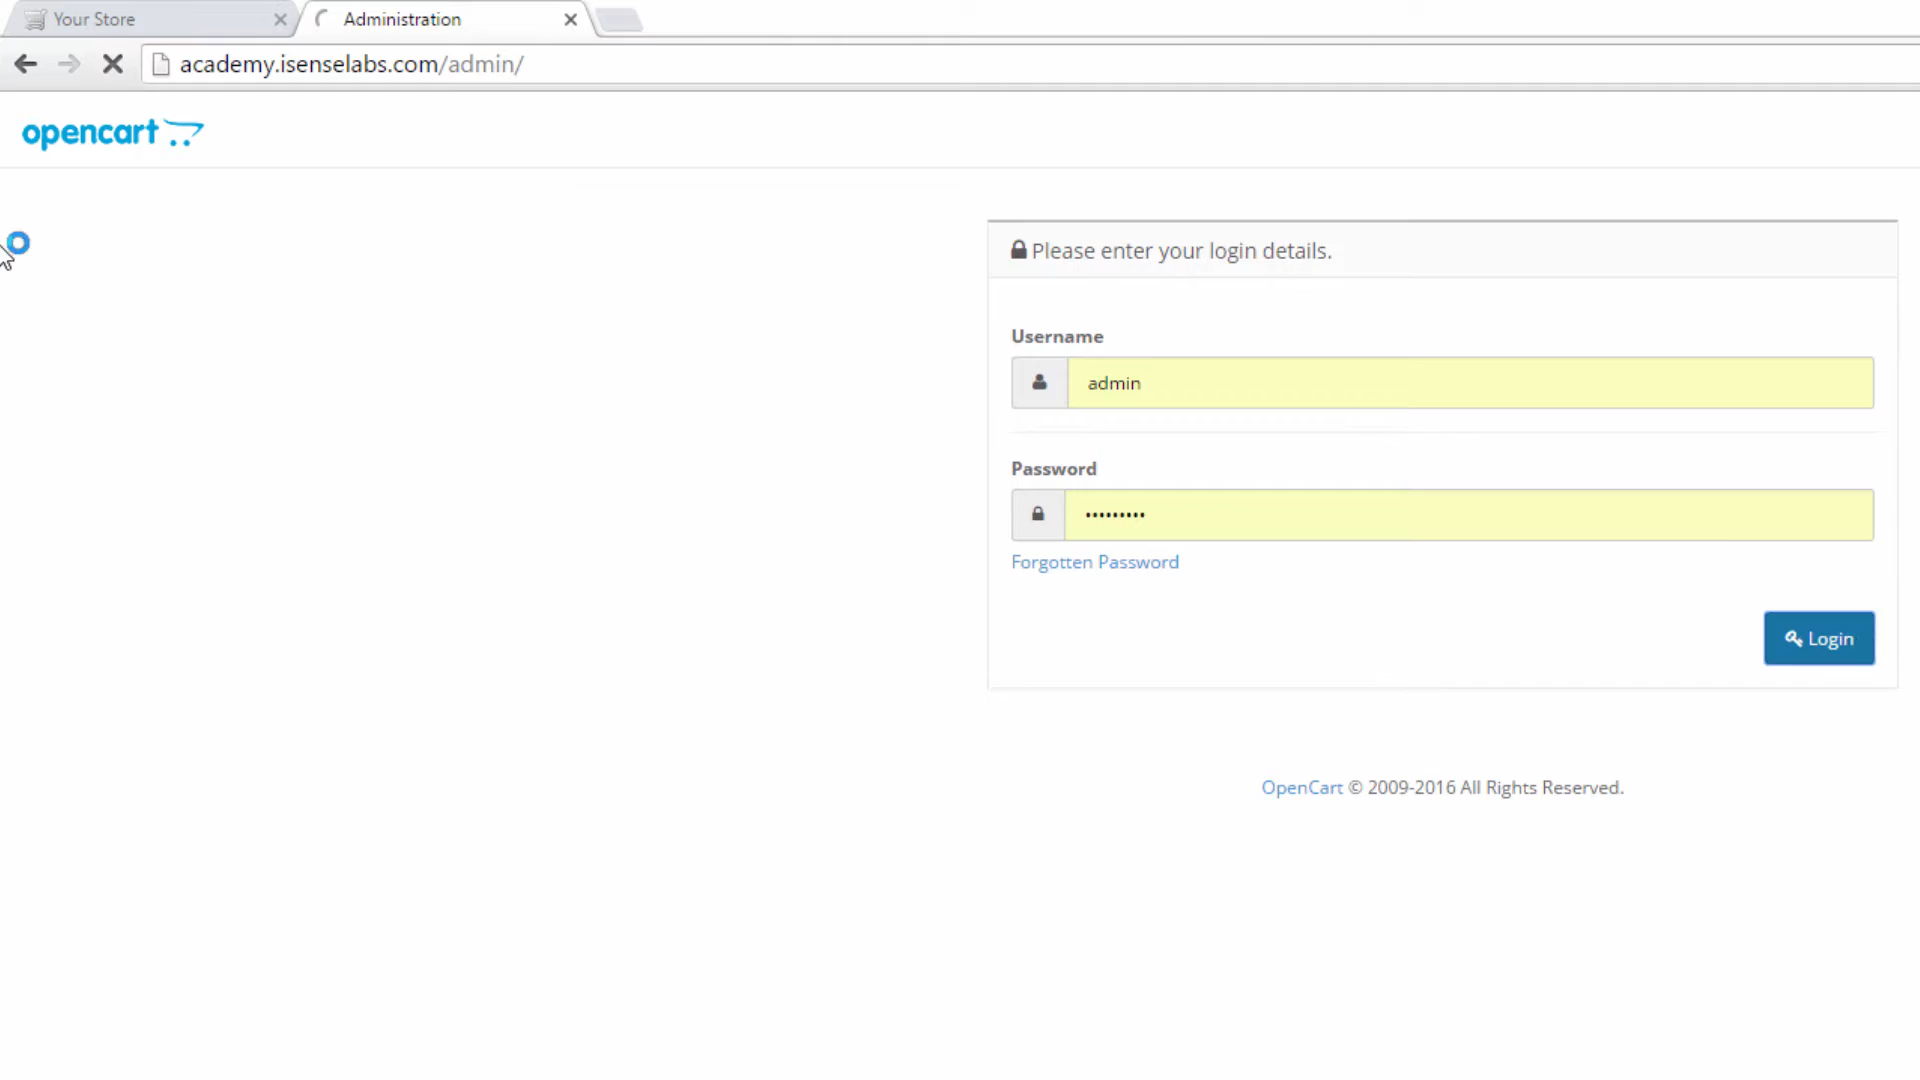 Your Store
Administration
academy.isenselabs.com/admin/
opencart
Please enter your login details.
Username
admin
Password
•••••••••
Forgotten Password
Login
OpenCart © 2009-2016 All Rights Reserved.